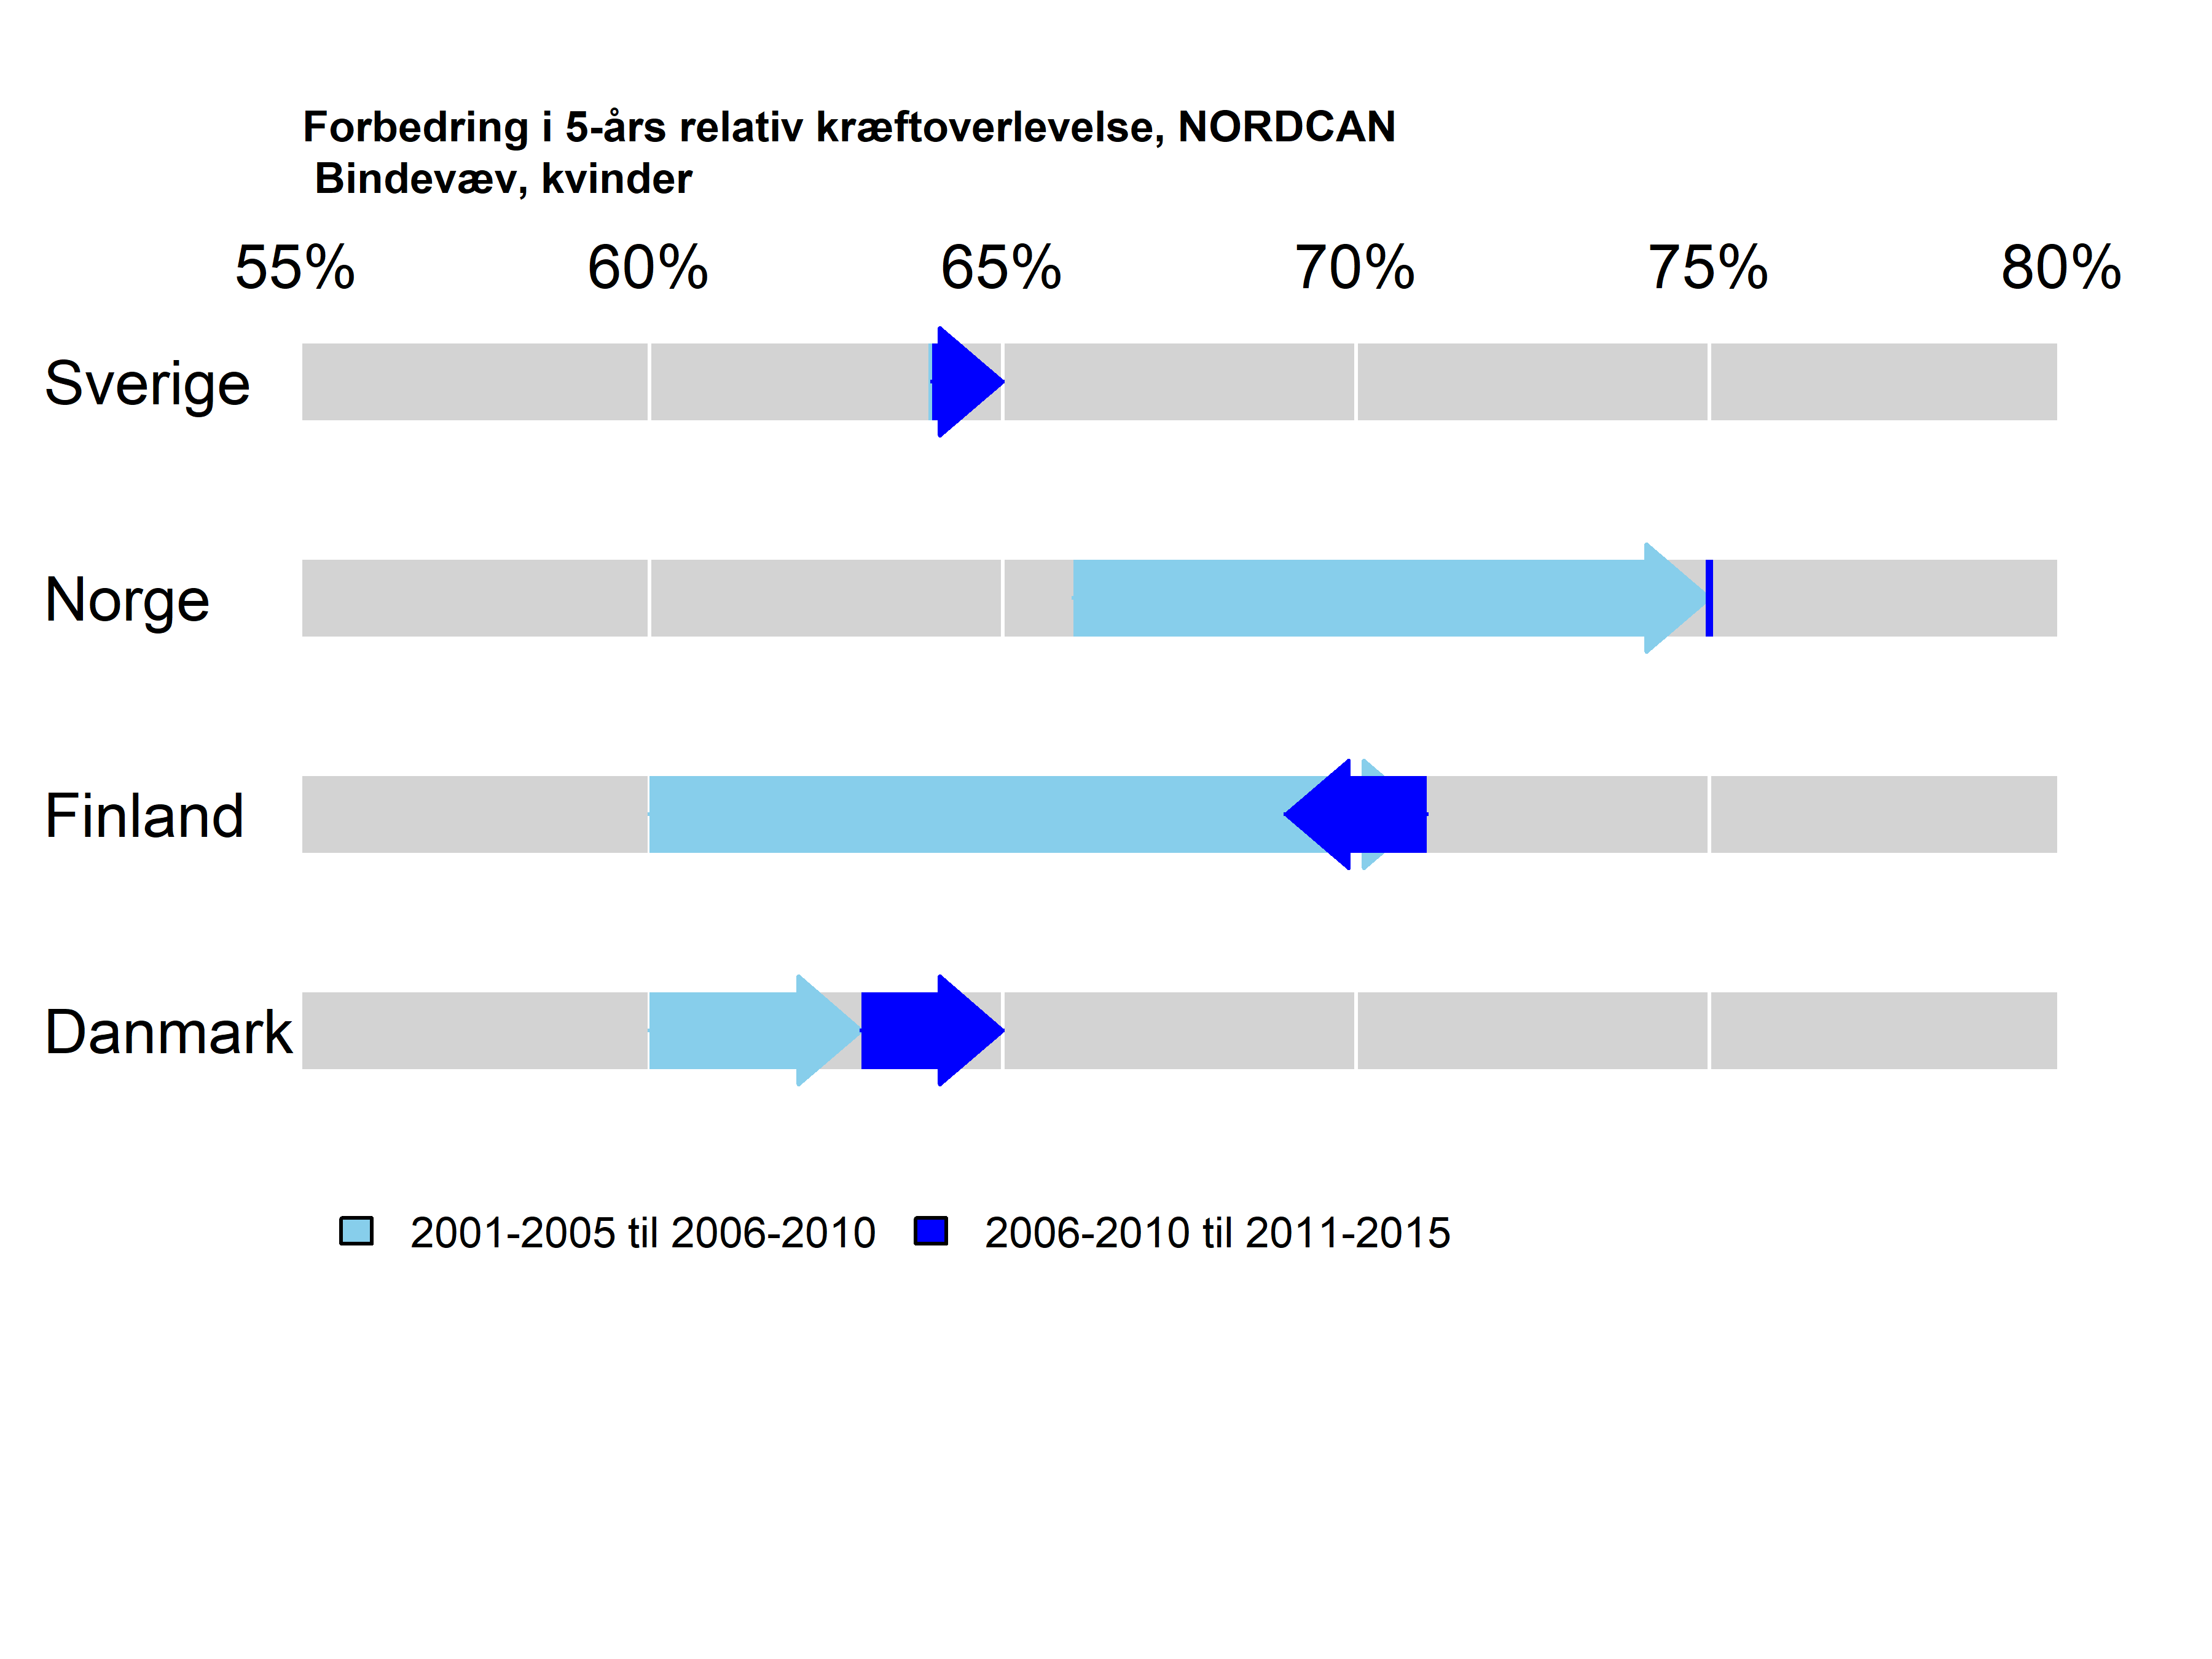 Forbedring i 5-års relativ kræftoverlevelse, NORDCAN
Bindevæv, kvinder
55% 60% 65% 70% 75% 80%
Sverige
Norge
Finland
Danmark
2001-2005 til 2006-2010 2006-2010 til 2011-2015